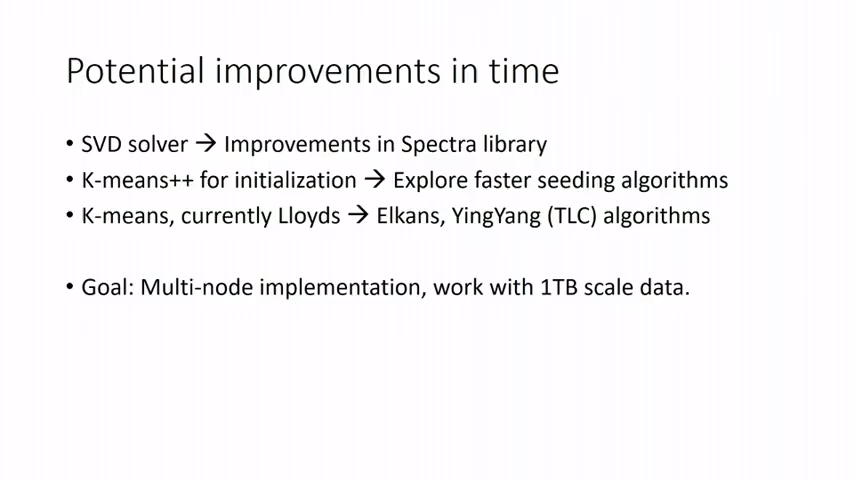 Potential improvements in time
• SVD solver → Improvements in Spectra library
• K-means++ for initialization → Explore faster seeding algorithms
• K-means, currently Lloyds → Elkans, YingYang (TLC) algorithms
• Goal: Multi-node implementation, work with 1TB scale data.